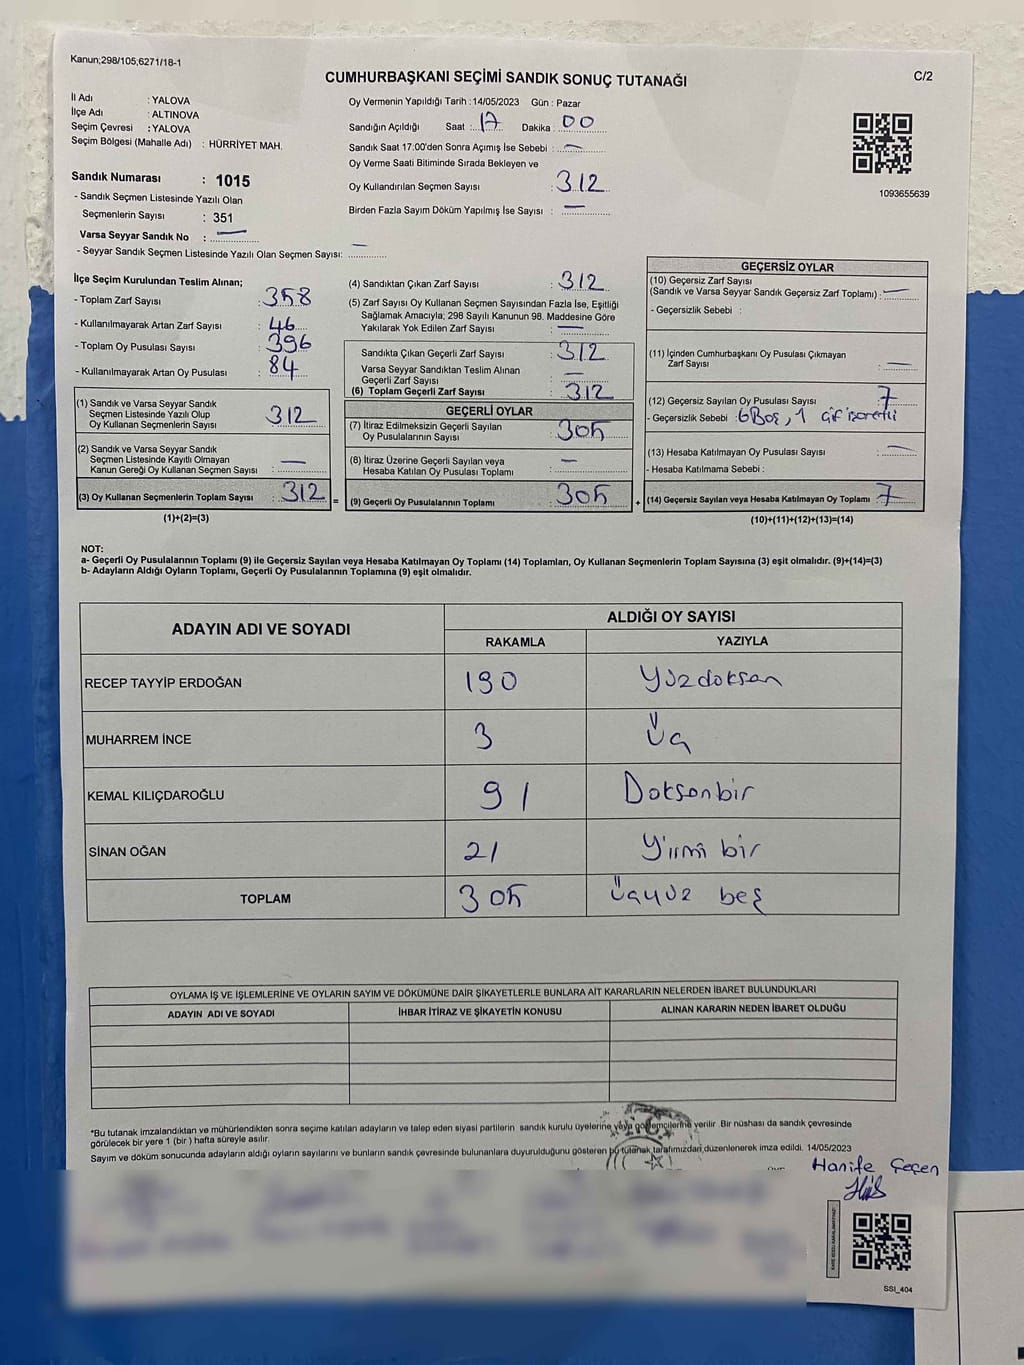 Kanun;298/105;6271/18-1
CUMHURBAŞKANI SEÇİMİ SANDIK SONUÇ TUTANAĞI
C/2
İl Adı : YALOVA
İlçe Adı : ALTINOVA
Seçim Çevresi : YALOVA
Seçim Bölgesi (Mahalle Adı) : HÜRRİYET MAH.
Sandık Numarası : 1015
- Sandık Seçmen Listesinde Yazılı Olan
Seçmenlerin Sayısı : 351
Varsa Seyyar Sandık No : —
- Seyyar Sandık Seçmen Listesinde Yazılı Olan Seçmen Sayısı: —
Oy Vermenin Yapıldığı Tarih : 14/05/2023 Gün : Pazar
Sandığın Açıldığı Saat : 17 Dakika : 00
Sandık Saat 17:00'den Sonra Açımış İse Sebebi : —
Oy Verme Saati Bitiminde Sırada Bekleyen ve
Oy Kullandırılan Seçmen Sayısı : 312
Birden Fazla Sayım Döküm Yapılmış İse Sayısı : —
1093655639
İlçe Seçim Kurulundan Teslim Alınan;
- Toplam Zarf Sayısı : 358
- Kullanılmayarak Artan Zarf Sayısı : 46
- Toplam Oy Pusulası Sayısı : 396
- Kullanılmayarak Artan Oy Pusulası : 84
(1) Sandık ve Varsa Seyyar Sandık
Seçmen Listesinde Yazılı Olup
Oy Kullanan Seçmenlerin Sayısı : 312
(2) Sandık ve Varsa Seyyar Sandık
Seçmen Listesinde Kayıtlı Olmayan
Kanun Gereği Oy Kullanan Seçmen Sayısı : —
(3) Oy Kullanan Seçmenlerin Toplam Sayısı : 312 =
(1)+(2)=(3)
(4) Sandıktan Çıkan Zarf Sayısı : 312
(5) Zarf Sayısı Oy Kullanan Seçmen Sayısından Fazla İse, Eşitliği
Sağlamak Amacıyla; 298 Sayılı Kanunun 98. Maddesine Göre
Yakılarak Yok Edilen Zarf Sayısı : —
Sandıkta Çıkan Geçerli Zarf Sayısı : 312
Varsa Seyyar Sandıktan Teslim Alınan
Geçerli Zarf Sayısı : —
(6) Toplam Geçerli Zarf Sayısı : 312
GEÇERLİ OYLAR
(7) İtiraz Edilmeksizin Geçerli Sayılan
Oy Pusulalarının Sayısı : 305
(8) İtiraz Üzerine Geçerli Sayılan veya
Hesaba Katılan Oy Pusulası Toplamı : —
(9) Geçerli Oy Pusulalarının Toplamı : 305 +
GEÇERSİZ OYLAR
(10) Geçersiz Zarf Sayısı
(Sandık ve Varsa Seyyar Sandık Geçersiz Zarf Toplamı) : —
- Geçersizlik Sebebi :
(11) İçinden Cumhurbaşkanı Oy Pusulası Çıkmayan
Zarf Sayısı : —
(12) Geçersiz Sayılan Oy Pusulası Sayısı : 7
- Geçersizlik Sebebi : 6Boş, 1 Çif işaretli
(13) Hesaba Katılmayan Oy Pusulası Sayısı : —
- Hesaba Katılmama Sebebi :
(14) Geçersiz Sayılan veya Hesaba Katılmayan Oy Toplamı : 7
(10)+(11)+(12)+(13)=(14)
NOT:
a- Geçerli Oy Pusulalarının Toplamı (9) ile Geçersiz Sayılan veya Hesaba Katılmayan Oy Toplamı (14) Toplamları, Oy Kullanan Seçmenlerin Toplam Sayısına (3) eşit olmalıdır. (9)+(14)=(3)
b- Adayların Aldığı Oyların Toplamı, Geçerli Oy Pusulalarının Toplamına (9) eşit olmalıdır.
ADAYIN ADI VE SOYADI
ALDIĞI OY SAYISI
RAKAMLA YAZIYLA
RECEP TAYYİP ERDOĞAN 190 Yüzdoksan
MUHARREM İNCE 3 Üç
KEMAL KILIÇDAROĞLU 91 Doksanbir
SİNAN OĞAN 21 Yirmi bir
TOPLAM 305 Üçyüz beş
OYLAMA İŞ VE İŞLEMLERİNE VE OYLARIN SAYIM VE DÖKÜMÜNE DAİR ŞİKAYETLERLE BUNLARA AİT KARARLARIN NELERDEN İBARET BULUNDUKLARI
ADAYIN ADI VE SOYADI İHBAR İTİRAZ VE ŞİKAYETİN KONUSU ALINAN KARARIN NEDEN İBARET OLDUĞU
*Bu tutanak imzalandıktan ve mühürlendikten sonra seçime katılan adayların ve talep eden siyasi partilerin sandık kurulu üyelerine veya gözlemcilerine verilir .Bir nüshası da sandık çevresinde
görülecek bir yere 1 (bir ) hafta süreyle asılır.
Sayım ve döküm sonucunda adayların aldığı oyların sayılarını ve bunların sandık çevresinde bulunanlara duyurulduğunu gösteren bu tutanak tarafımızdan düzenlenerek imza edildi. 14/05/2023
Hanife Geçen
SSI_404